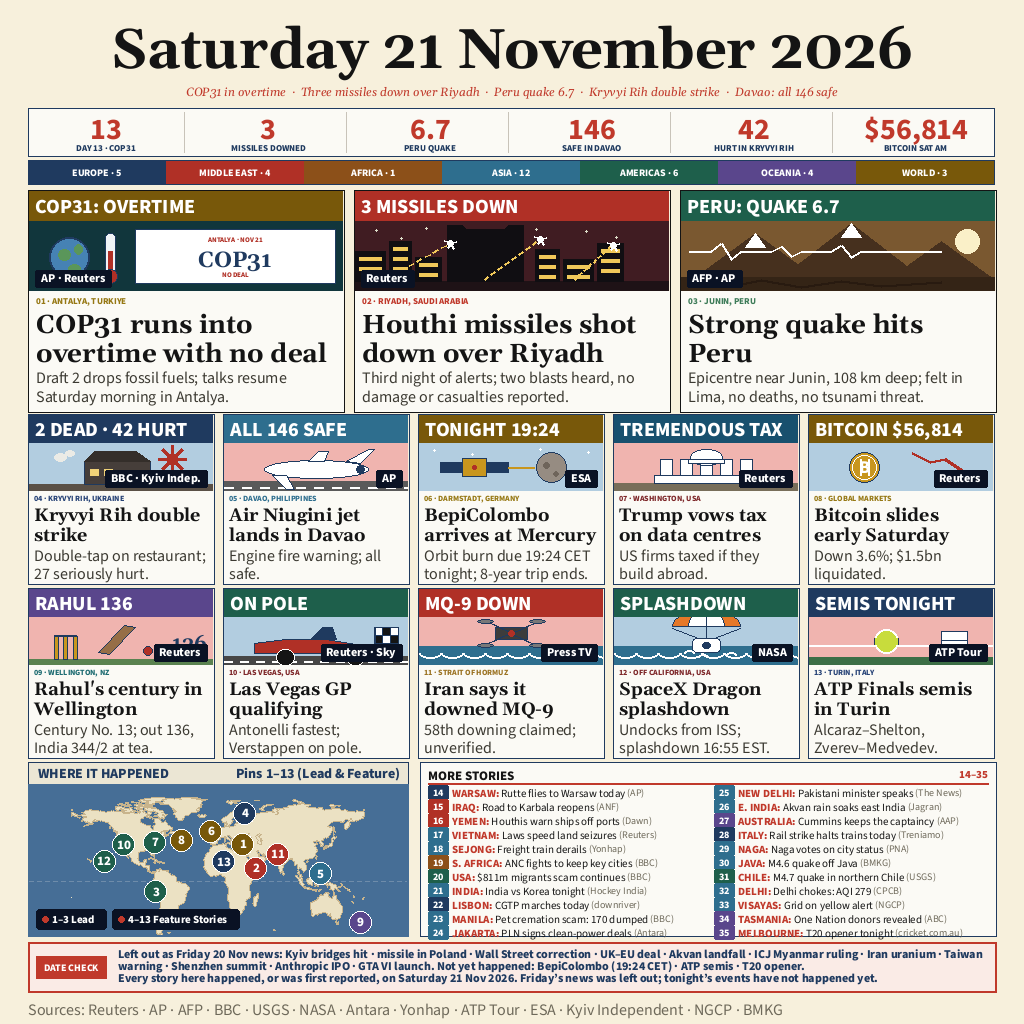 Saturday 21 November 2026
COP31 in overtime · Three missiles down over Riyadh · Peru quake 6.7 · Kryvyi Rih double strike · Davao: all 146 safe
13
DAY 13 · COP31
3
MISSILES DOWNED
6.7
PERU QUAKE
146
SAFE IN DAVAO
42
HURT IN KRYVYI RIH
$56,814
BITCOIN SAT AM
EUROPE · 5
MIDDLE EAST · 4
AFRICA · 1
ASIA · 12
AMERICAS · 6
OCEANIA · 4
WORLD · 3
COP31: OVERTIME
ANTALYA · NOV 21
COP31
NO DEAL
AP · Reuters
01 · ANTALYA, TURKIYE
COP31 runs into
overtime with no deal
Draft 2 drops fossil fuels; talks resume
Saturday morning in Antalya.
3 MISSILES DOWN
Reuters
02 · RIYADH, SAUDI ARABIA
Houthi missiles shot
down over Riyadh
Third night of alerts; two blasts heard, no
damage or casualties reported.
PERU: QUAKE 6.7
AFP · AP
03 · JUNIN, PERU
Strong quake hits
Peru
Epicentre near Junin, 108 km deep; felt in
Lima, no deaths, no tsunami threat.
2 DEAD · 42 HURT
BBC · Kyiv Indep.
04 · KRYVYI RIH, UKRAINE
Kryvyi Rih double
strike
Double-tap on restaurant;
27 seriously hurt.
ALL 146 SAFE
AP
05 · DAVAO, PHILIPPINES
Air Niugini jet
lands in Davao
Engine fire warning; all
safe.
TONIGHT 19:24
ESA
06 · DARMSTADT, GERMANY
BepiColombo
arrives at Mercury
Orbit burn due 19:24 CET
tonight; 8-year trip ends.
TREMENDOUS TAX
Reuters
07 · WASHINGTON, USA
Trump vows tax
on data centres
US firms taxed if they
build abroad.
BITCOIN $56,814
₿
Reuters
08 · GLOBAL MARKETS
Bitcoin slides
early Saturday
Down 3.6%; $1.5bn
liquidated.
RAHUL 136
136
Reuters
09 · WELLINGTON, NZ
Rahul's century in
Wellington
Century No. 13; out 136,
India 344/2 at tea.
ON POLE
Reuters · Sky
10 · LAS VEGAS, USA
Las Vegas GP
qualifying
Antonelli fastest;
Verstappen on pole.
MQ-9 DOWN
Press TV
11 · STRAIT OF HORMUZ
Iran says it
downed MQ-9
58th downing claimed;
unverified.
SPLASHDOWN
NASA
12 · OFF CALIFORNIA, USA
SpaceX Dragon
splashdown
Undocks from ISS;
splashdown 16:55 EST.
SEMIS TONIGHT
ATP Tour
13 · TURIN, ITALY
ATP Finals semis
in Turin
Alcaraz–Shelton,
Zverev–Medvedev.
WHERE IT HAPPENED
Pins 1–13 (Lead & Feature)
4
6
10
7
8
1
12
13
2
11
5
3
9
1–3 Lead
4–13 Feature Stories
MORE STORIES
14–35
14 WARSAW: Rutte flies to Warsaw today (AP)
15 IRAQ: Road to Karbala reopens (ANF)
16 YEMEN: Houthis warn ships off ports (Dawn)
17 VIETNAM: Laws speed land seizures (Reuters)
18 SEJONG: Freight train derails (Yonhap)
19 S. AFRICA: ANC fights to keep key cities (BBC)
20 USA: $811m migrants scam continues (BBC)
21 INDIA: India vs Korea tonight (Hockey India)
22 LISBON: CGTP marches today (downriver)
23 MANILA: Pet cremation scam: 170 dumped (BBC)
24 JAKARTA: PLN signs clean-power deals (Antara)
25 NEW DELHI: Pakistani minister speaks (The News)
26 E. INDIA: Akvan rain soaks east India (Jagran)
27 AUSTRALIA: Cummins keeps the captaincy (AAP)
28 ITALY: Rail strike halts trains today (Treniamo)
29 NAGA: Naga votes on city status (PNA)
30 JAVA: M4.6 quake off Java (BMKG)
31 CHILE: M4.7 quake in northern Chile (USGS)
32 DELHI: Delhi chokes: AQI 279 (CPCB)
33 VISAYAS: Grid on yellow alert (NGCP)
34 TASMANIA: One Nation donors revealed (ABC)
35 MELBOURNE: T20 opener tonight (cricket.com.au)
DATE CHECK
Left out as Friday 20 Nov news: Kyiv bridges hit · missile in Poland · Wall Street correction · UK–EU deal · Akvan landfall · ICJ Myanmar ruling · Iran uranium · Taiwan
warning · Shenzhen summit · Anthropic IPO · GTA VI launch. Not yet happened: BepiColombo (19:24 CET) · ATP semis · T20 opener.
Every story here happened, or was first reported, on Saturday 21 Nov 2026. Friday's news was left out; tonight's events have not happened yet.
Sources: Reuters · AP · AFP · BBC · USGS · NASA · Antara · Yonhap · ATP Tour · ESA · Kyiv Independent · NGCP · BMKG